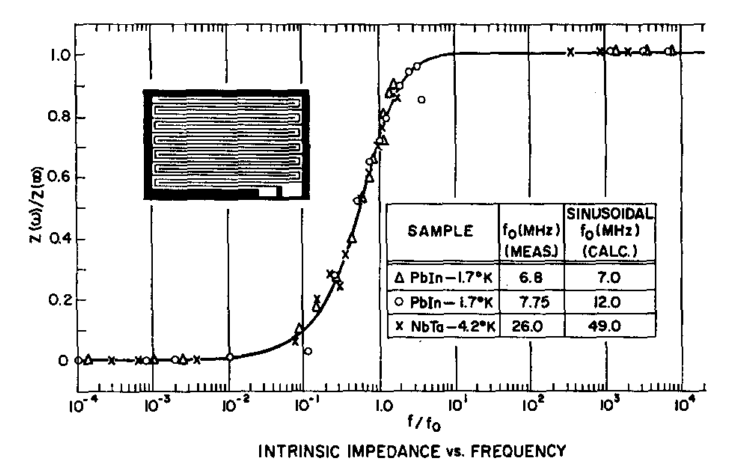 Z(ω)/Z(∞)
1.0
0.8
0.6
0.4
0.2
0
SAMPLE f₀(MHz) (MEAS.) SINUSOIDAL f₀(MHz) (CALC.)
△ PbIn–1.7°K 6.8 7.0
○ PbIn–1.7°K 7.75 12.0
× NbTa–4.2°K 26.0 49.0
10⁻⁴ 10⁻³ 10⁻² 10⁻¹ 1.0 10¹ 10² 10³ 10⁴
f/f₀
INTRINSIC IMPEDANCE vs. FREQUENCY